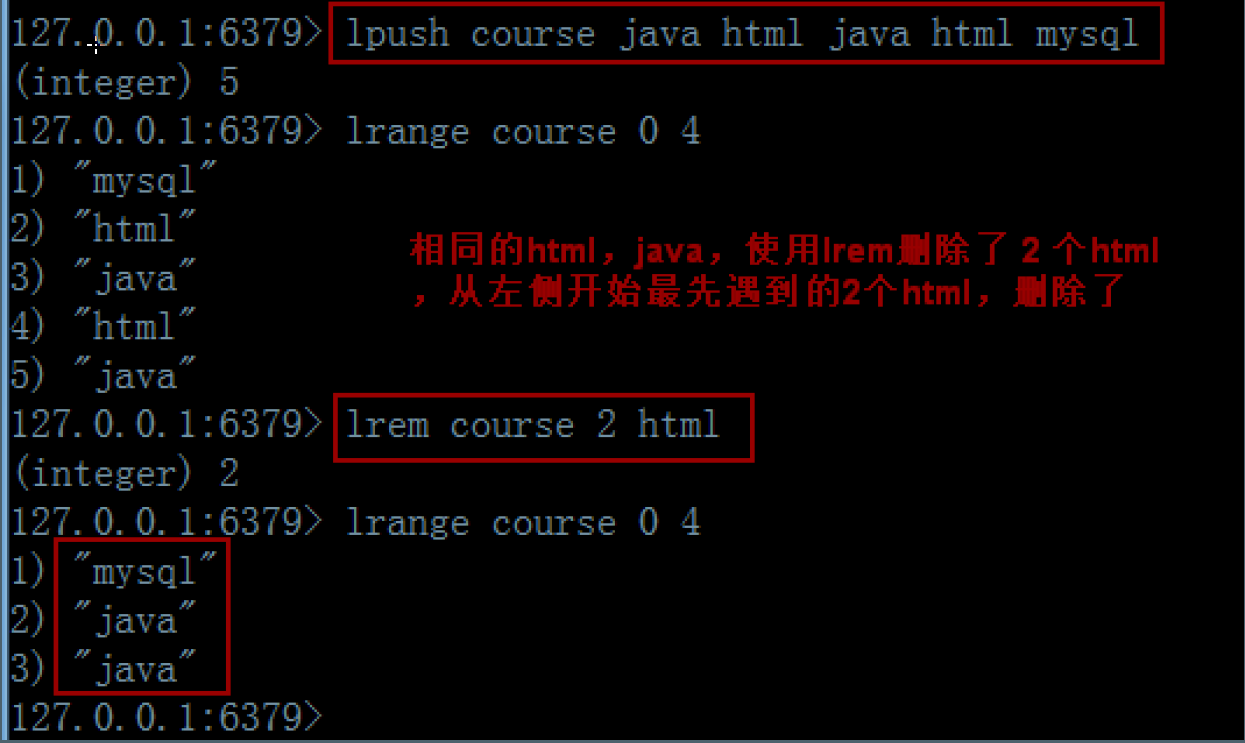 127.0.0.1:6379> lpush course java html java html mysql
(integer) 5
127.0.0.1:6379> lrange course 0 4
1) "mysql"
2) "html"
3) "java"
4) "html"
5) "java"
相同的html，java，使用lrem删除了 2 个html
，从左侧开始最先遇到的2个html，删除了
127.0.0.1:6379> lrem course 2 html
(integer) 2
127.0.0.1:6379> lrange course 0 4
1) "mysql"
2) "java"
3) "java"
127.0.0.1:6379>